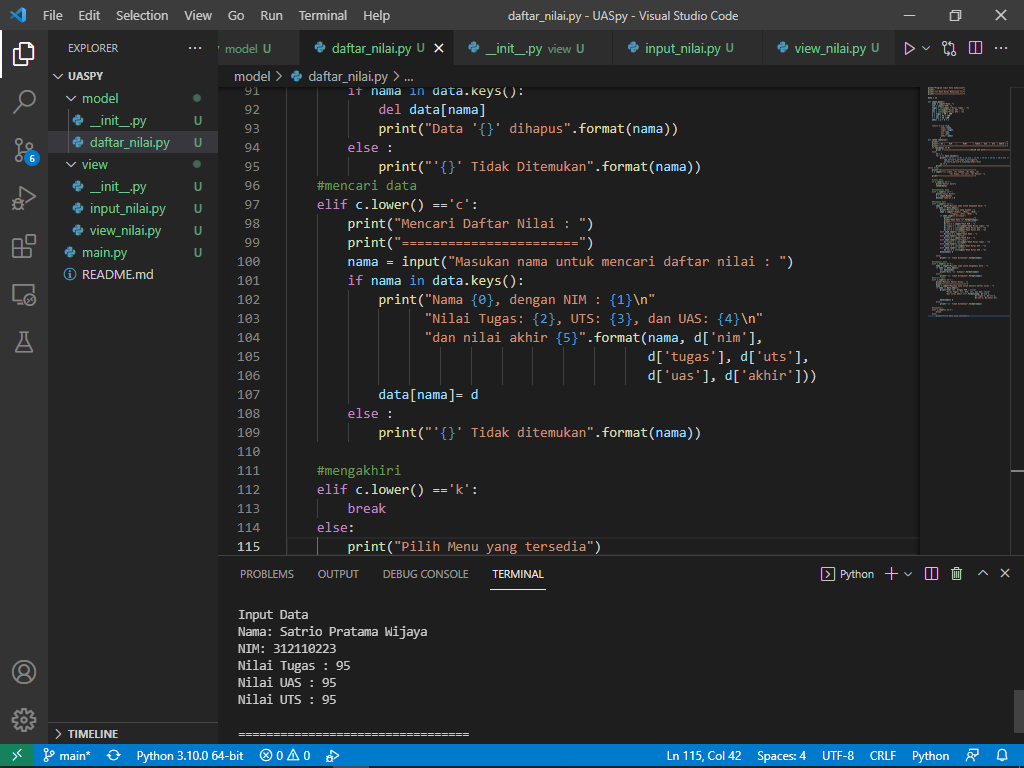 File Edit Selection View Go Run Terminal Help daftar_nilai.py - UASpy - Visual Studio Code
EXPLORER
model U daftar_nilai.py U __init__.py view U input_nilai.py U view_nilai.py U
model > daftar_nilai.py > ...
UASPY
model
__init__.py U
daftar_nilai.py U
view
__init__.py U
input_nilai.py U
view_nilai.py U
main.py U
README.md
TIMELINE
6
91 if nama in data.keys():
92 del data[nama]
93 print("Data '{}' dihapus".format(nama))
94 else :
95 print("'{}' Tidak Ditemukan".format(nama))
96 #mencari data
97 elif c.lower() =='c':
98 print("Mencari Daftar Nilai : ")
99 print("=======================")
100 nama = input("Masukan nama untuk mencari daftar nilai : ")
101 if nama in data.keys():
102 print("Nama {0}, dengan NIM : {1}\n"
103 "Nilai Tugas: {2}, UTS: {3}, dan UAS: {4}\n"
104 "dan nilai akhir {5}".format(nama, d['nim'],
105 d['tugas'], d['uts'],
106 d['uas'], d['akhir']))
107 data[nama]= d
108 else :
109 print("'{}' Tidak ditemukan".format(nama))
110
111 #mengakhiri
112 elif c.lower() =='k':
113 break
114 else:
115 print("Pilih Menu yang tersedia")
PROBLEMS OUTPUT DEBUG CONSOLE TERMINAL Python
Input Data
Nama: Satrio Pratama Wijaya
NIM: 312110223
Nilai Tugas : 95
Nilai UAS : 95
Nilai UTS : 95
=================================
main* Python 3.10.0 64-bit 0 0 Ln 115, Col 42 Spaces: 4 UTF-8 CRLF Python